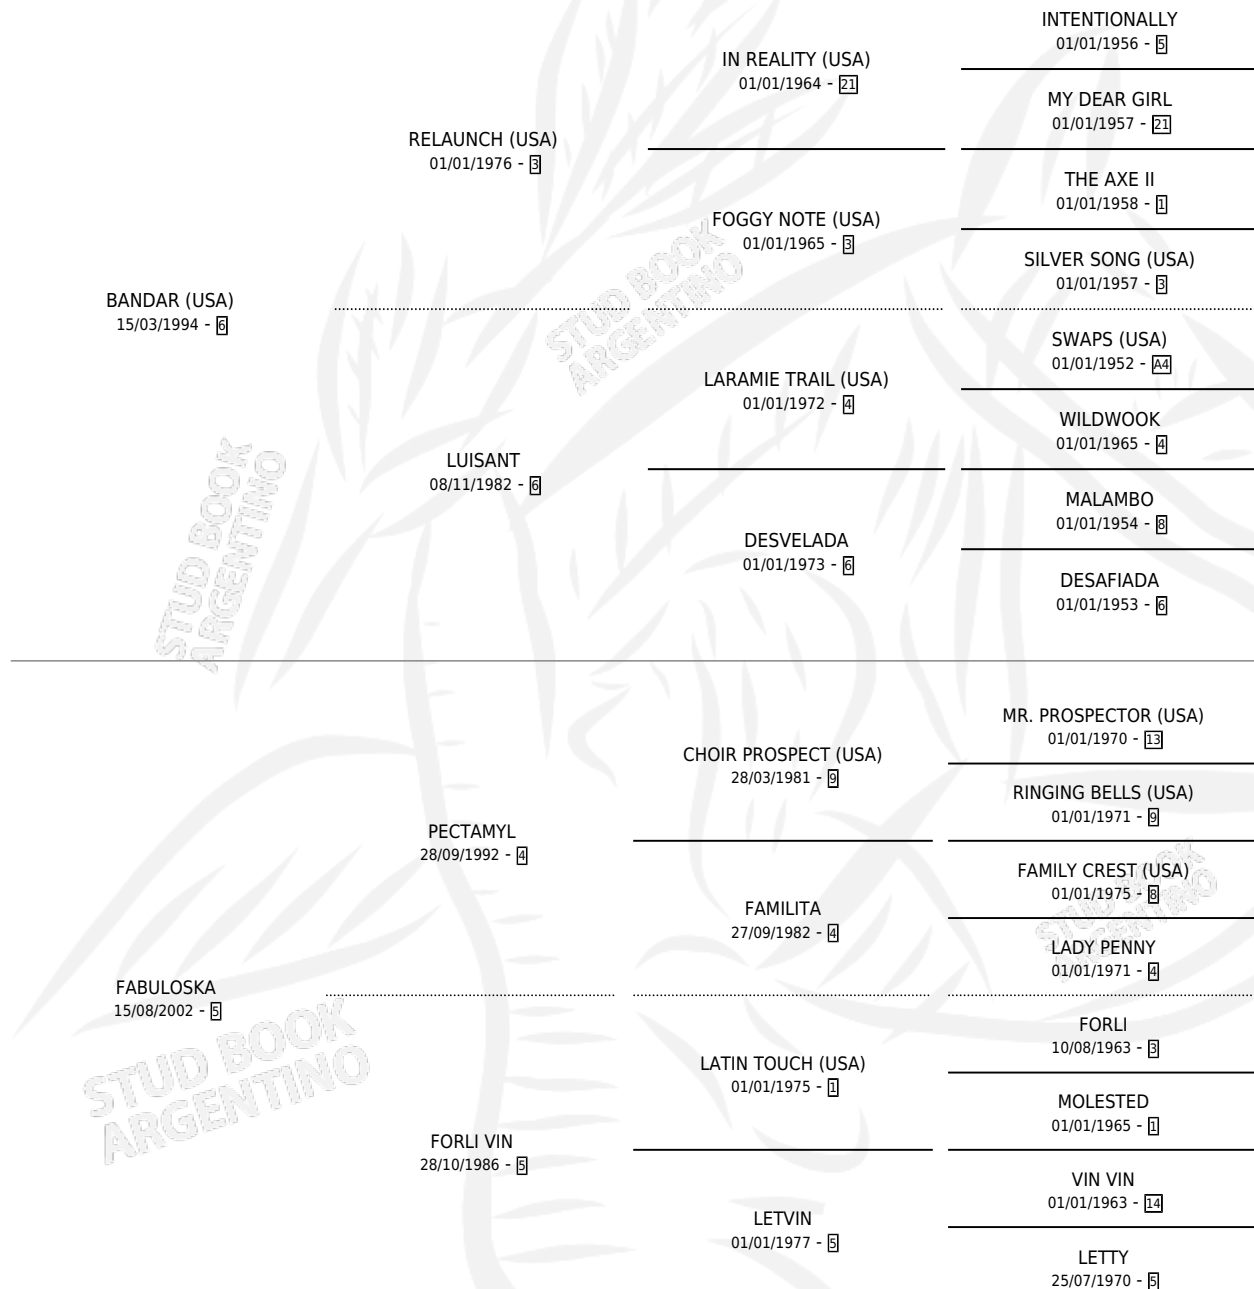 INTENTIONALLY
01/01/1956 - 5
IN REALITY (USA)
01/01/1964 - 21
MY DEAR GIRL
01/01/1957 - 21
RELAUNCH (USA)
01/01/1976 - 3
THE AXE II
01/01/1958 - 1
FOGGY NOTE (USA)
01/01/1965 - 3
SILVER SONG (USA)
01/01/1957 - 3
BANDAR (USA)
15/03/1994 - 6
SWAPS (USA)
01/01/1952 - A4
LARAMIE TRAIL (USA)
01/01/1972 - 4
WILDWOOK
01/01/1965 - 4
LUISANT
08/11/1982 - 6
MALAMBO
01/01/1954 - 8
DESVELADA
01/01/1973 - 6
DESAFIADA
01/01/1953 - 6
MR. PROSPECTOR (USA)
01/01/1970 - 13
CHOIR PROSPECT (USA)
28/03/1981 - 9
RINGING BELLS (USA)
01/01/1971 - 9
PECTAMYL
28/09/1992 - 4
FAMILY CREST (USA)
01/01/1975 - 8
FAMILITA
27/09/1982 - 4
LADY PENNY
01/01/1971 - 4
FABULOSKA
15/08/2002 - 5
FORLI
10/08/1963 - 3
LATIN TOUCH (USA)
01/01/1975 - 1
MOLESTED
01/01/1965 - 1
FORLI VIN
28/10/1986 - 5
VIN VIN
01/01/1963 - 14
LETVIN
01/01/1977 - 5
LETTY
25/07/1970 - 5
STUD BOOK
ARGENTINO
STUD BOOK
ARGENTINO
STUD BOOK
ARGENTINO
STUD BOOK
ARGENTINO